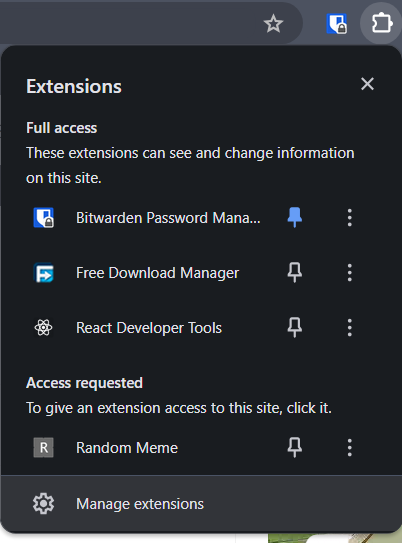 Extensions
Full access
These extensions can see and change information
on this site.
Bitwarden Password Mana...
Free Download Manager
React Developer Tools
Access requested
To give an extension access to this site, click it.
R
Random Meme
Manage extensions